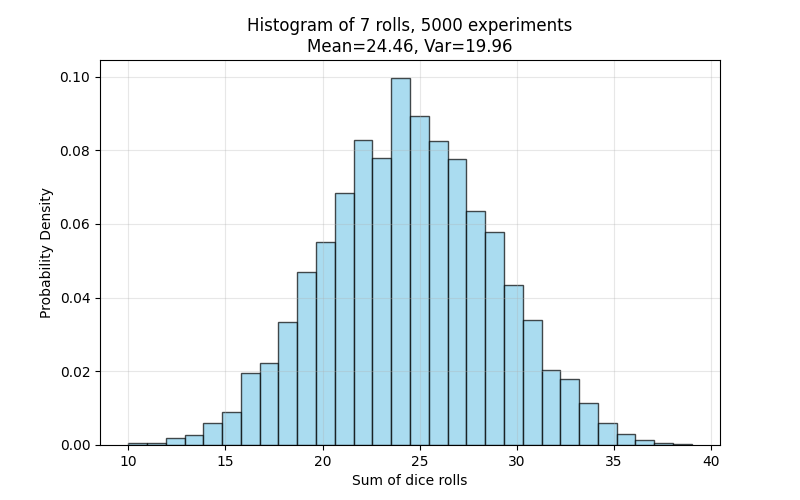 Histogram of 7 rolls, 5000 experiments
Mean=24.46, Var=19.96
Probability Density
0.10
0.08
0.06
0.04
0.02
0.00
10 15 20 25 30 35 40
Sum of dice rolls